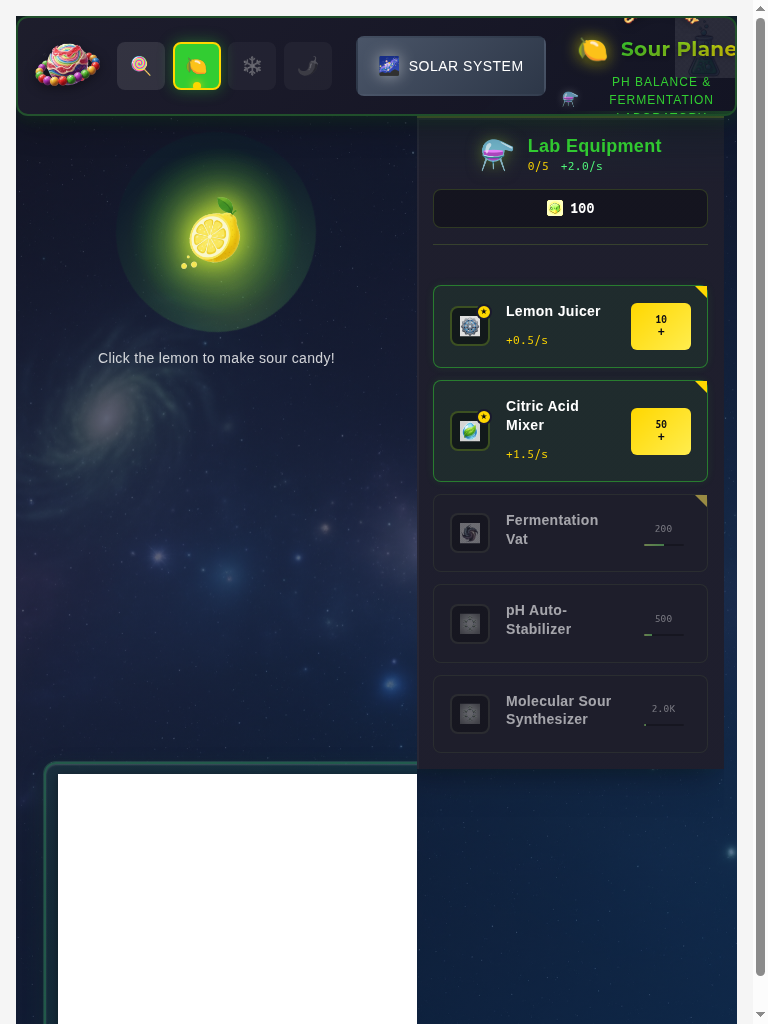 SOLAR SYSTEM
Sour Plane
PH BALANCE &
FERMENTATION
LABORATORY
Lab Equipment
0/5 +2.0/s
100
Click the lemon to make sour candy!
Lemon Juicer
+0.5/s
10
+
Citric Acid
Mixer
+1.5/s
50
+
Fermentation
Vat
200
pH Auto-
Stabilizer
500
Molecular Sour
Synthesizer
2.0K